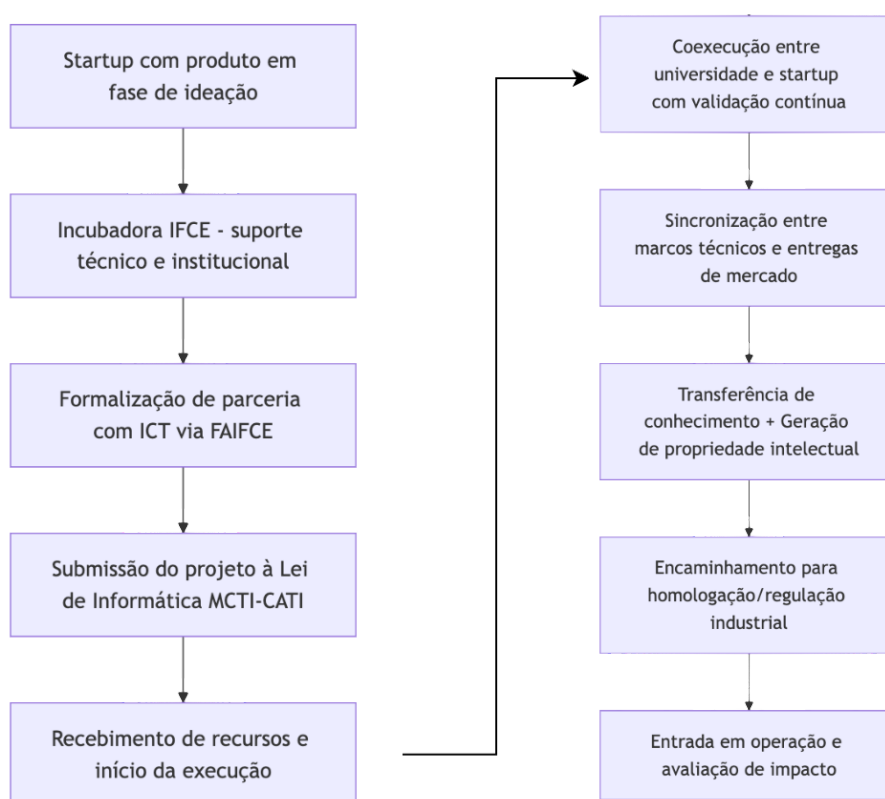 Startup com produto em
fase de ideação
Incubadora IFCE - suporte
técnico e institucional
Formalização de parceria
com ICT via FAIFCE
Submissão do projeto à Lei
de Informática MCTI-CATI
Recebimento de recursos e
início da execução
Coexecução entre
universidade e startup
com validação contínua
Sincronização entre
marcos técnicos e entregas
de mercado
Transferência de
conhecimento + Geração
de propriedade intelectual
Encaminhamento para
homologação/regulação
industrial
Entrada em operação e
avaliação de impacto